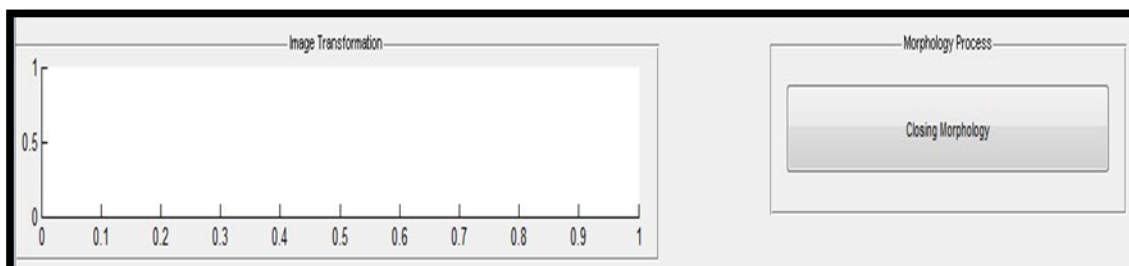 Image Transformation
1
0.5
0
0 0.1 0.2 0.3 0.4 0.5 0.6 0.7 0.8 0.9 1
Morphology Process
Closing Morphology